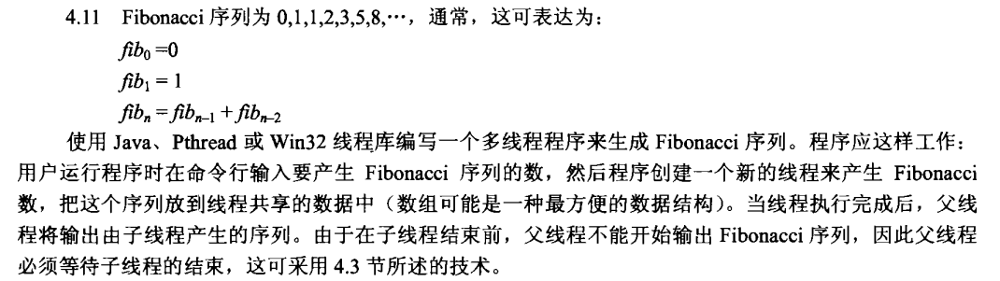 4.11 Fibonacci 序列为 0,1,1,2,3,5,8,⋯，通常，这可表达为：
fib₀ =0
fib₁ = 1
fibₙ = fibₙ₋₁ + fibₙ₋₂
使用 Java、Pthread 或 Win32 线程库编写一个多线程程序来生成 Fibonacci 序列。程序应这样工作：
用户运行程序时在命令行输入要产生 Fibonacci 序列的数，然后程序创建一个新的线程来产生 Fibonacci
数，把这个序列放到线程共享的数据中（数组可能是一种最方便的数据结构）。当线程执行完成后，父线
程将输出由子线程产生的序列。由于在子线程结束前，父线程不能开始输出 Fibonacci 序列，因此父线程
必须等待子线程的结束，这可采用 4.3 节所述的技术。